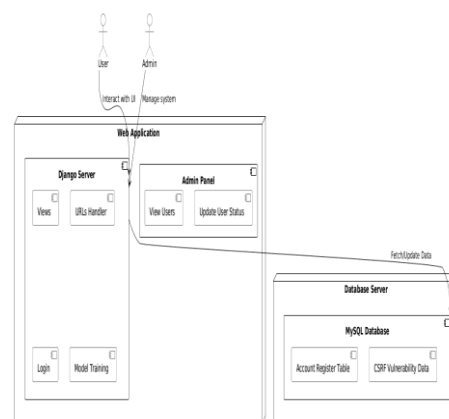 User
Admin
Interact with UI
Manage system
Web Application
Django Server
Admin Panel
Views
URLs Handler
View Users
Update User Status
Fetch/Update Data
Database Server
MySQL Database
Login
Model Training
Account Register Table
CSRF Vulnerability Data